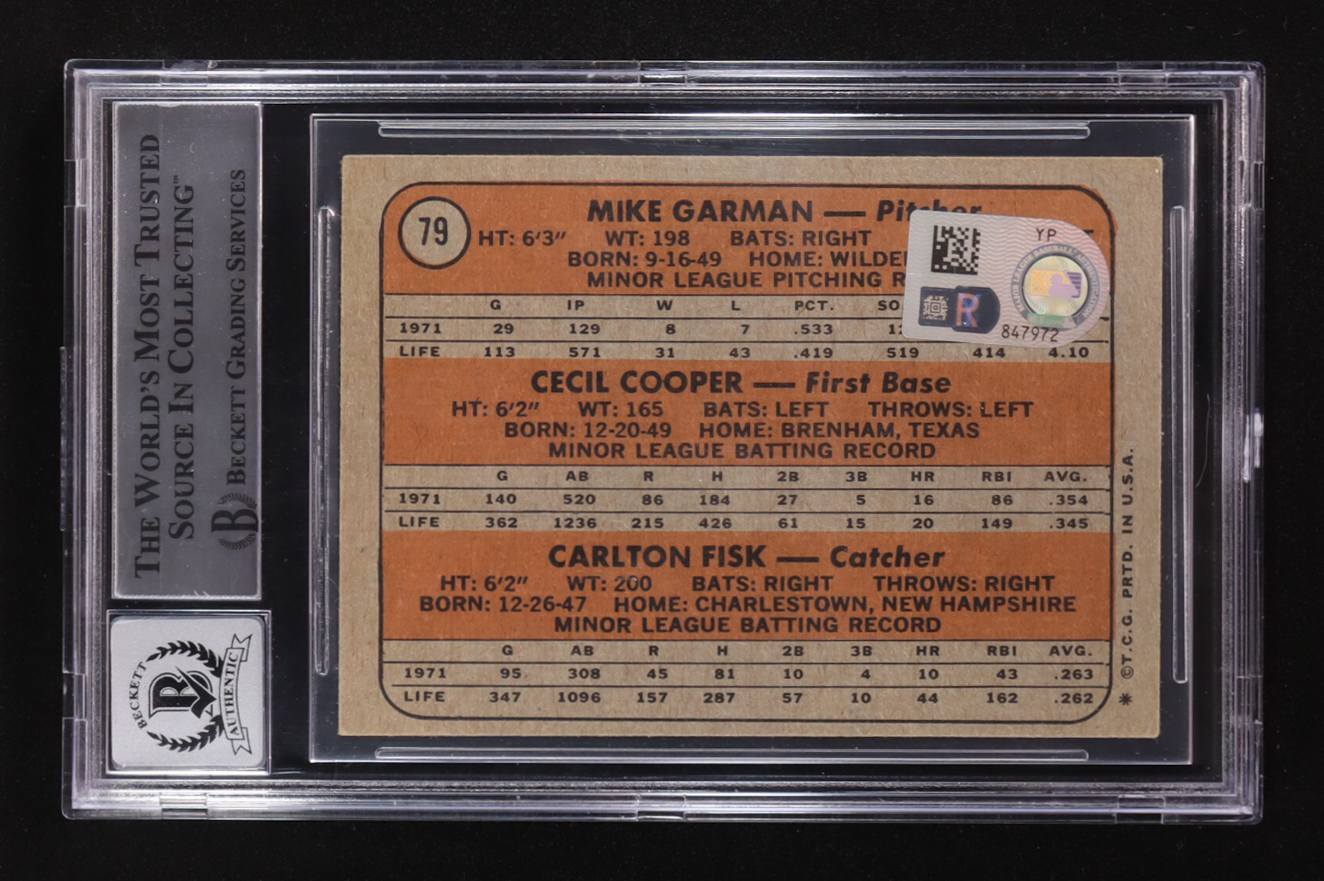 THE WORLD'S MOST TRUSTED
SOURCE IN COLLECTING™
BECKETT GRADING SERVICES
BECKETT
AUTHENTIC
79
MIKE GARMAN — Pitcher
HT: 6'3" WT: 198 BATS: RIGHT
BORN: 9-16-49 HOME:
MINOR LEAGUE PITCHING
YP
847972
G IP W L PCT. SO
1971 29 129 8 7 .533
LIFE 113 571 31 43 .419 519 414 4.10
CECIL COOPER — First Base
HT: 6'2" WT: 165 BATS: LEFT THROWS: LEFT
BORN: 12-20-49 HOME: BRENHAM, TEXAS
MINOR LEAGUE BATTING RECORD
G AB R H 2B 3B HR RBI AVG.
1971 140 520 86 184 27 5 16 86 .354
LIFE 362 1236 215 426 61 15 20 149 .345
CARLTON FISK — Catcher
HT: 6'2" WT: 200 BATS: RIGHT THROWS: RIGHT
BORN: 12-26-47 HOME: CHARLESTOWN, NEW HAMPSHIRE
MINOR LEAGUE BATTING RECORD
G AB R H 2B 3B HR RBI AVG.
1971 95 308 45 81 10 4 10 43 .263
LIFE 347 1096 157 287 57 10 44 162 .262
* ©T.C.G. PRTD. IN U.S.A.